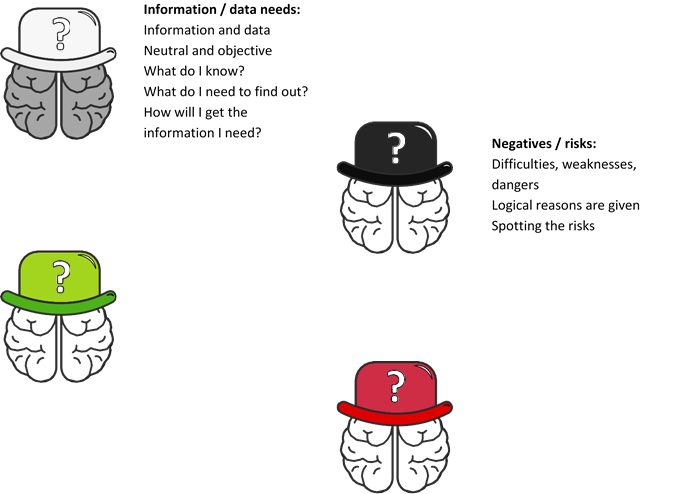 ?
Information / data needs:
Information and data
Neutral and objective
What do I know?
What do I need to find out?
How will I get the
information I need?
?
Negatives / risks:
Difficulties, weaknesses,
dangers
Logical reasons are given
Spotting the risks
?
?